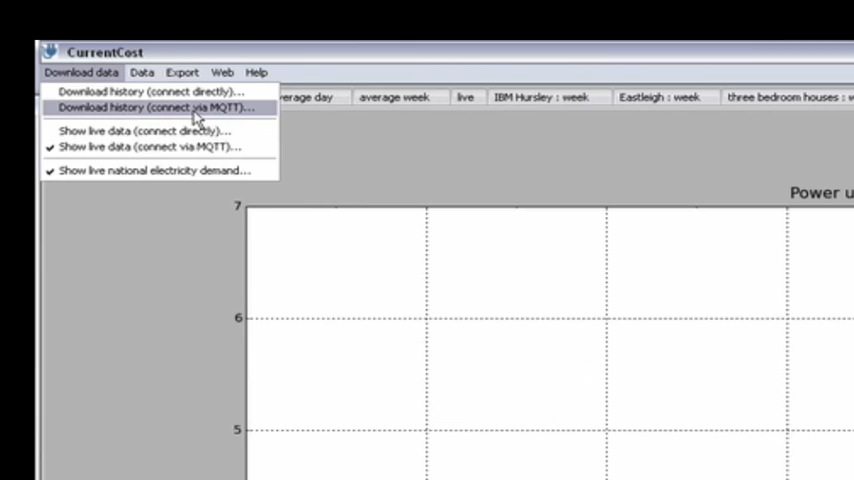 CurrentCost
Download data Data Export Web Help
Download history (connect directly)...
Download history (connect via MQTT)...
Show live data (connect directly)...
Show live data (connect via MQTT)...
Show live national electricity demand...
verage day average week live IBM Hursley : week Eastleigh : week three bedroom houses : w
Power u
7
6
5